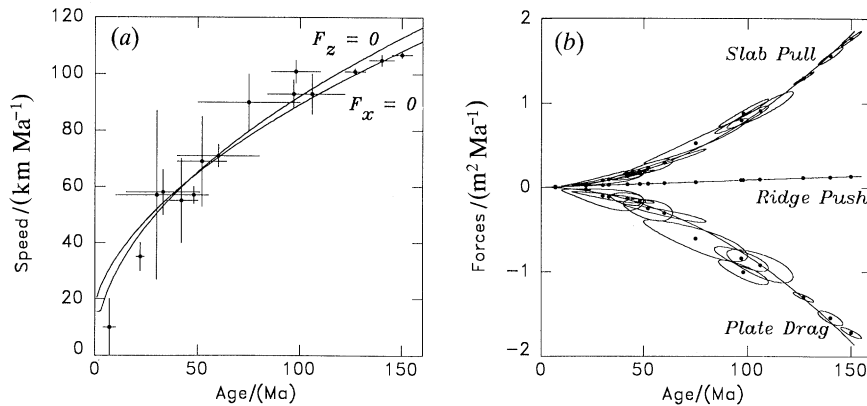 (a)
F_z = 0
F_x = 0
120
100
80
60
40
20
0
Speed/(km Ma⁻¹)
0
50
100
150
Age/(Ma)
(b)
Slab Pull
Ridge Push
Plate Drag
2
1
0
−1
−2
Forces/(m² Ma⁻¹)
0
50
100
150
Age/(Ma)